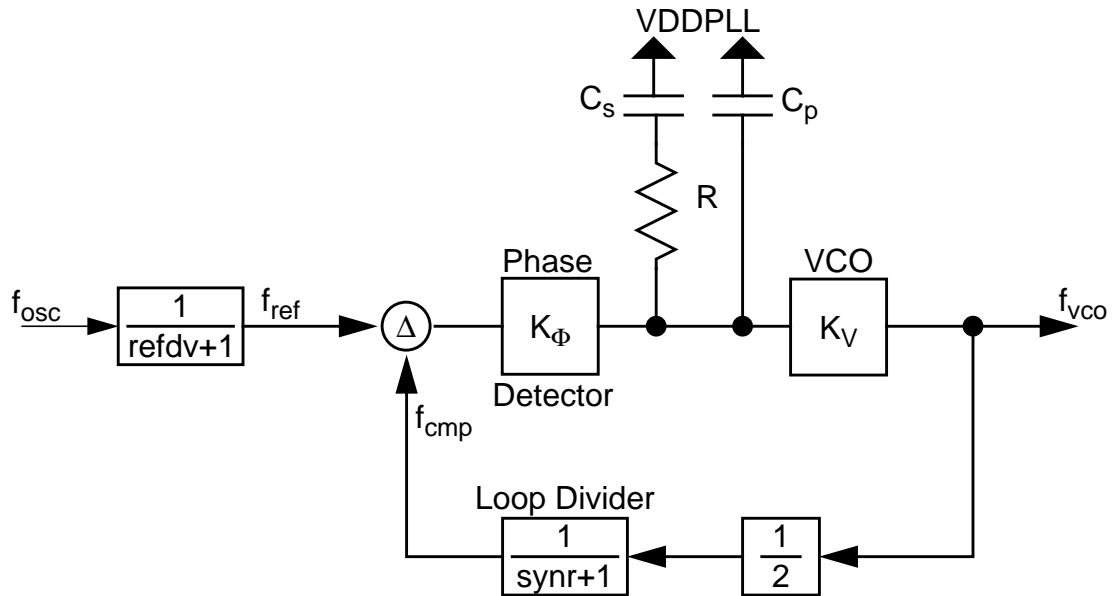 VDDPLL
Cs
Cp
R
Phase
VCO
fosc
1
refdv+1
fref
Δ
KΦ
KV
fvco
Detector
fcmp
Loop Divider
1
synr+1
1
2